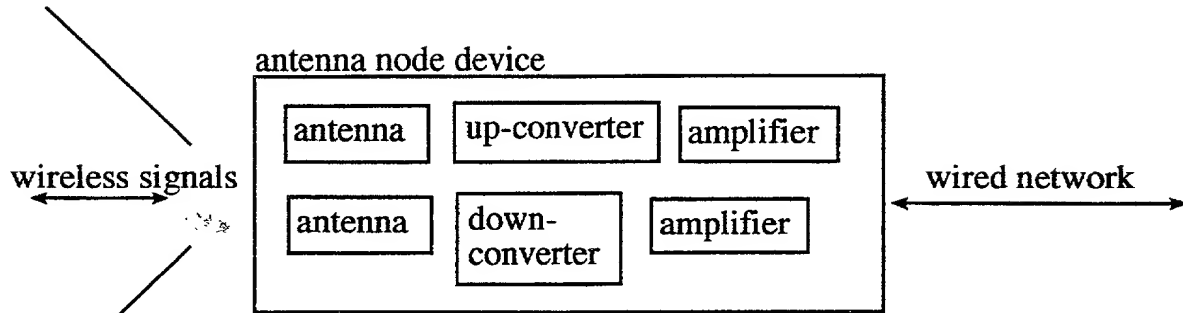 antenna node device
antenna
up-converter
amplifier
wireless signals
wired network
antenna
down-
converter
amplifier